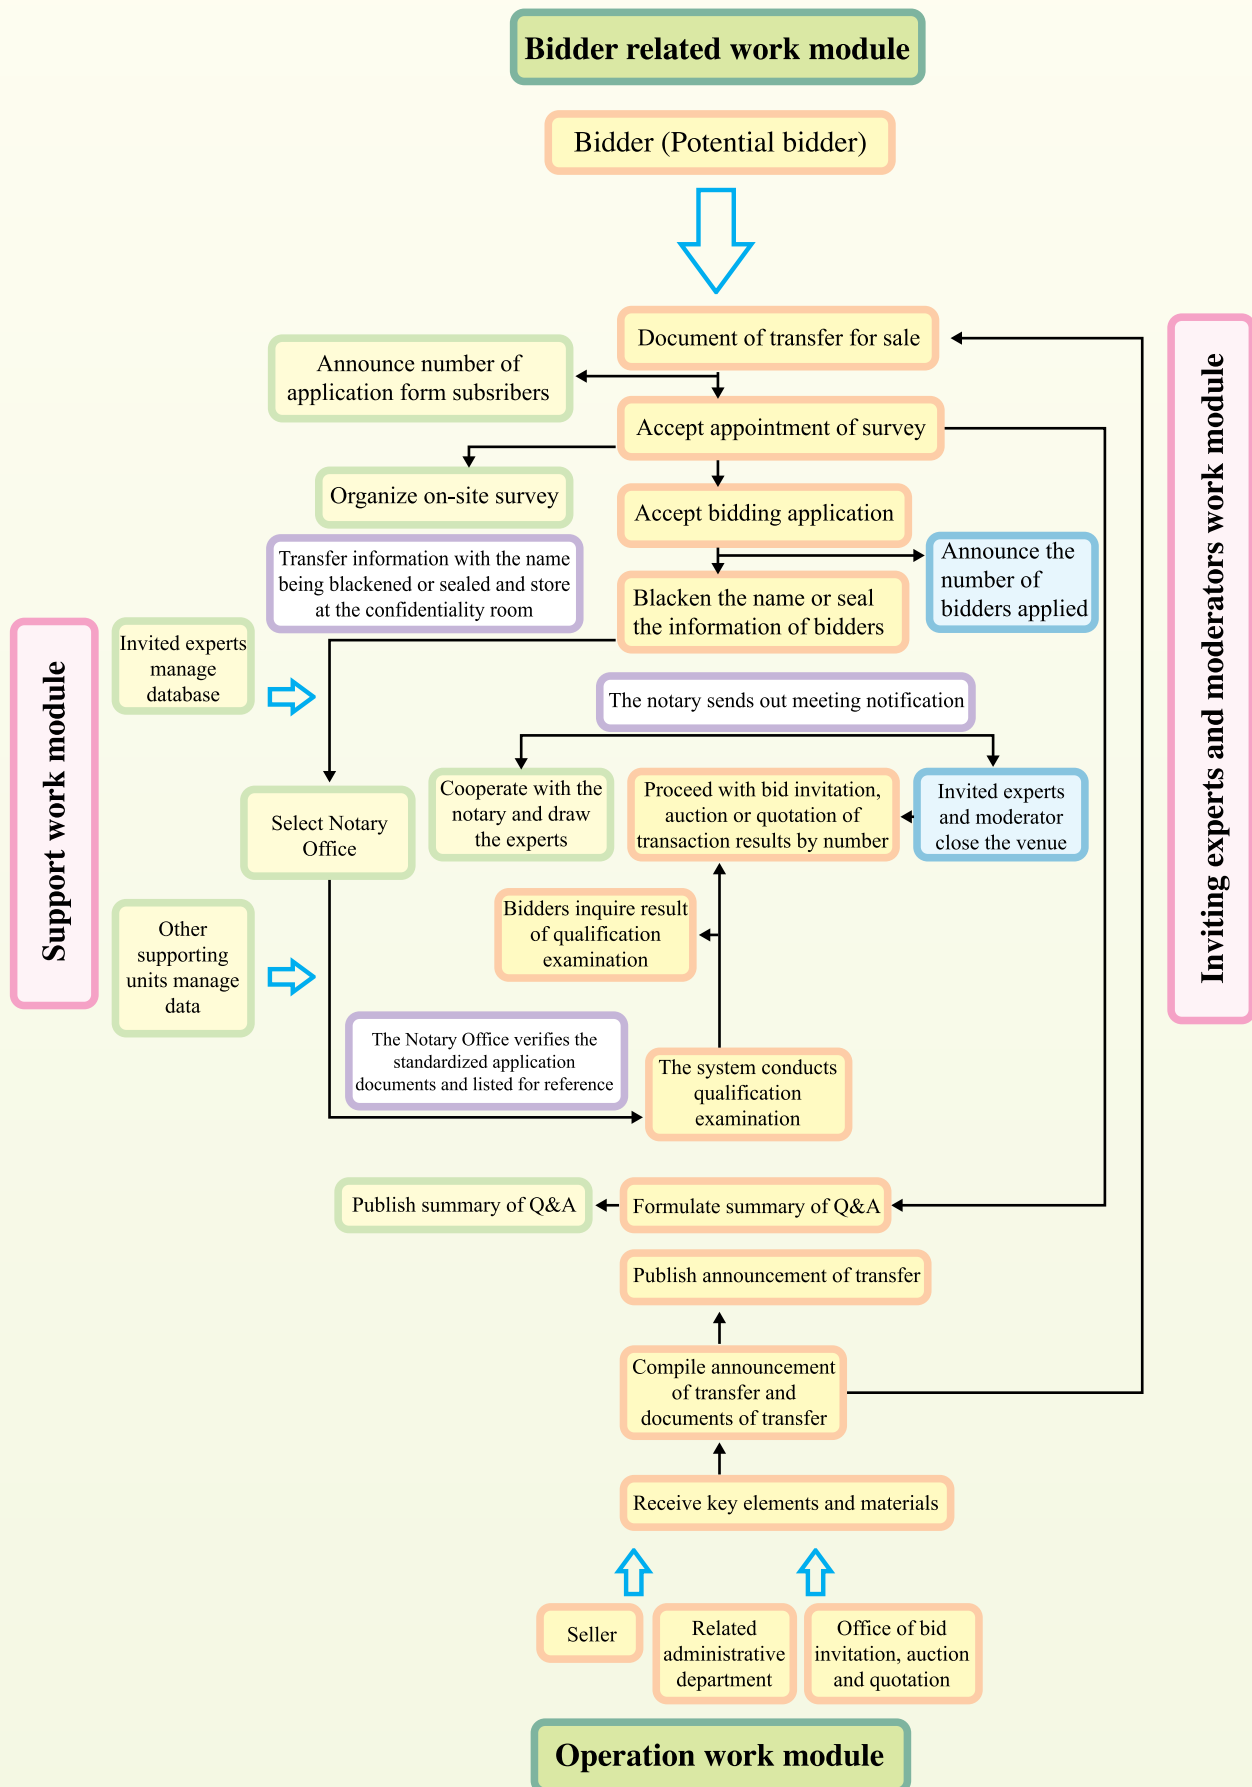 Bidder related work module
Bidder (Potential bidder)
Document of transfer for sale
Announce number of
application form subsribers
Accept appointment of survey
Organize on-site survey
Accept bidding application
Transfer information with the name
being blackened or sealed and store
at the confidentiality room
Announce the
number of
bidders applied
Blacken the name or seal
the information of bidders
Inviting experts and moderators work module
Support work module
Invited experts
manage
database
The notary sends out meeting notification
Select Notary
Office
Cooperate with the
notary and draw
the experts
Proceed with bid invitation,
auction or quotation of
transaction results by number
Invited experts
and moderator
close the venue
Bidders inquire result
of qualification
examination
Other
supporting
units manage
data
The Notary Office verifies the
standardized application
documents and listed for reference
The system conducts
qualification
examination
Publish summary of Q&A
Formulate summary of Q&A
Publish announcement of transfer
Compile announcement
of transfer and
documents of transfer
Receive key elements and materials
Seller
Related
administrative
department
Office of bid
invitation, auction
and quotation
Operation work module